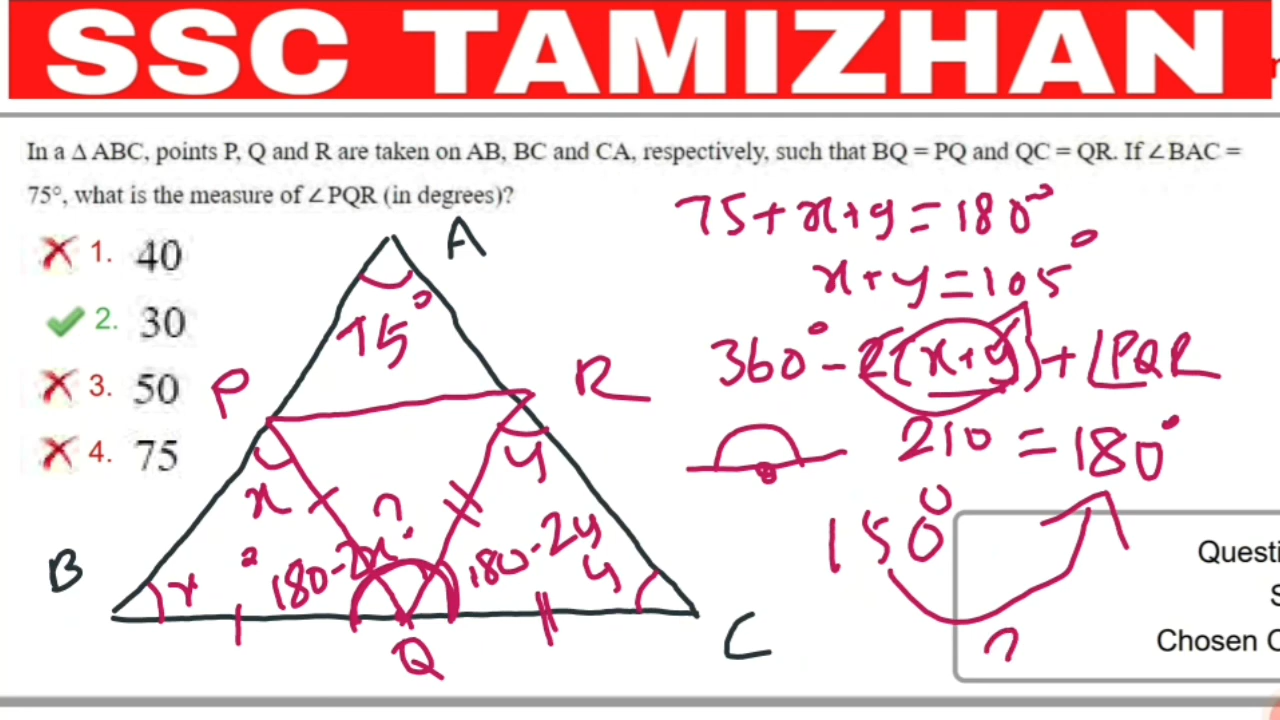 SSC TAMIZHAN
In a Δ ABC, points P, Q and R are taken on AB, BC and CA, respectively, such that BQ = PQ and QC = QR. If ∠BAC =
75°, what is the measure of ∠PQR (in degrees)?
1. 40
2. 30
3. 50
4. 75
A
75°
P
R
x
y
?
B
x
180-2x
180-2y
y
Q
C
75+x+y=180°
x+y=105°
360°-2(x+y)+∠PQR
210 =180°
150°
?
Questi
S
Chosen